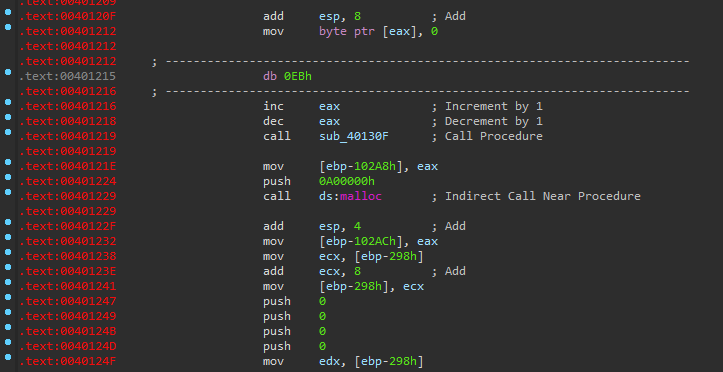 .text:00401209
.text:0040120F add esp, 8 ; Add
.text:00401212 mov byte ptr [eax], 0
.text:00401212
.text:00401212 ; ---------------------------------------------------------------------------
.text:00401215 db 0EBh
.text:00401216 ; ---------------------------------------------------------------------------
.text:00401216 inc eax ; Increment by 1
.text:00401218 dec eax ; Decrement by 1
.text:00401219 call sub_40130F ; Call Procedure
.text:00401219
.text:0040121E mov [ebp-102A8h], eax
.text:00401224 push 0A00000h
.text:00401229 call ds:malloc ; Indirect Call Near Procedure
.text:00401229
.text:0040122F add esp, 4 ; Add
.text:00401232 mov [ebp-102ACh], eax
.text:00401238 mov ecx, [ebp-298h]
.text:0040123E add ecx, 8 ; Add
.text:00401241 mov [ebp-298h], ecx
.text:00401247 push 0
.text:00401249 push 0
.text:0040124B push 0
.text:0040124D push 0
.text:0040124F mov edx, [ebp-298h]